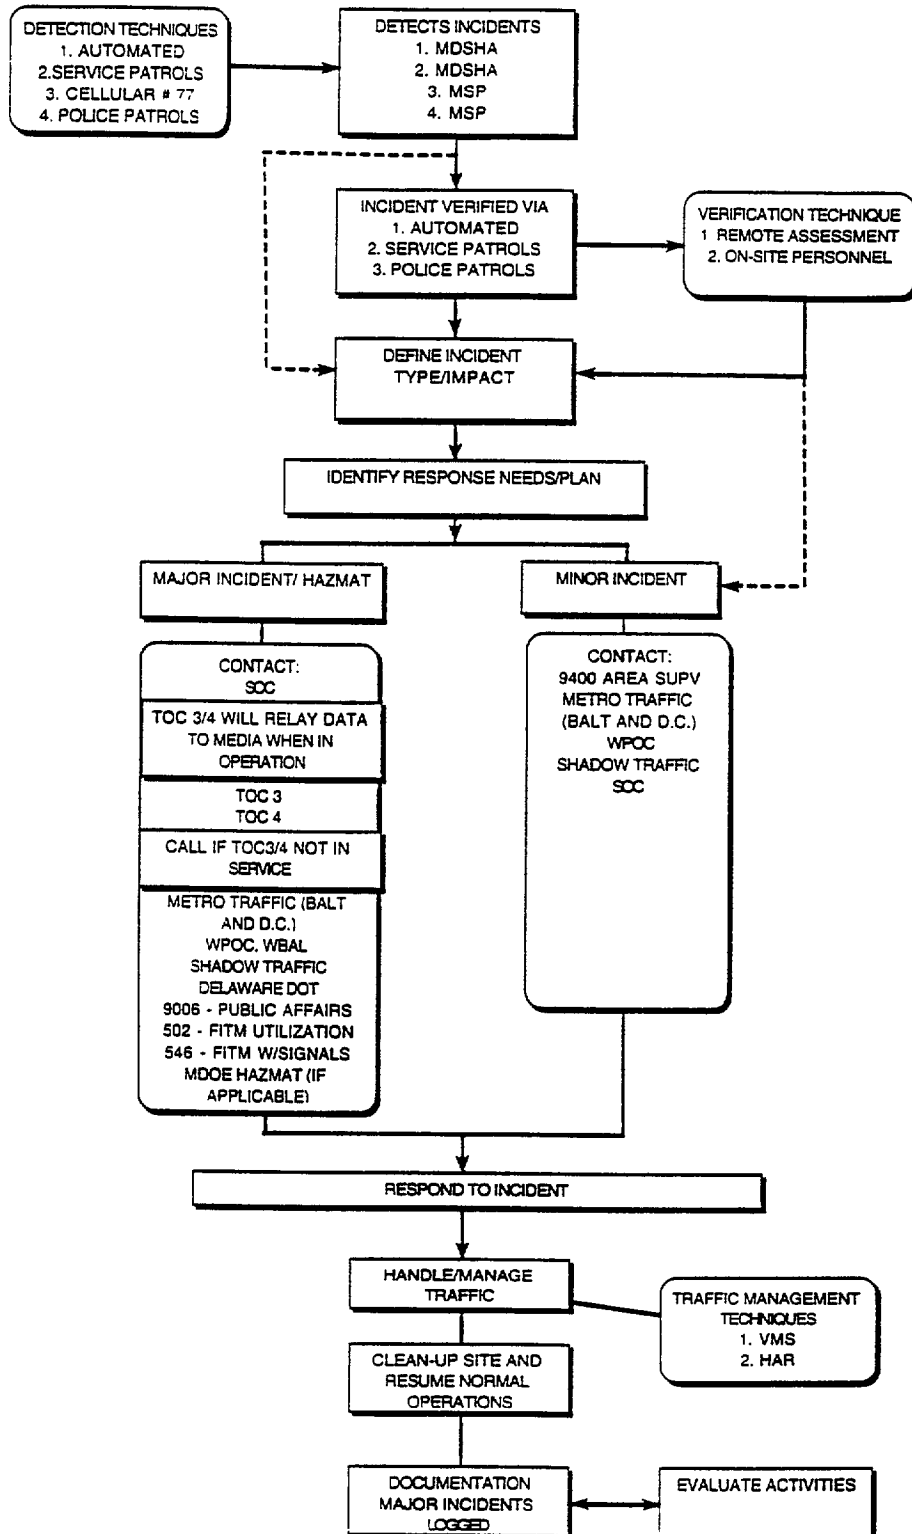 DETECTION TECHNIQUES
1. AUTOMATED
2.SERVICE PATROLS
3. CELLULAR # 77
4. POLICE PATROLS
DETECTS INCIDENTS
1. MDSHA
2. MDSHA
3. MSP
4. MSP
INCIDENT VERIFIED VIA
1. AUTOMATED
2. SERVICE PATROLS
3. POLICE PATROLS
VERIFICATION TECHNIQUE
1 REMOTE ASSESSMENT
2. ON-SITE PERSONNEL
DEFINE INCIDENT
TYPE/IMPACT
IDENTIFY RESPONSE NEEDS/PLAN
MAJOR INCIDENT/ HAZMAT
MINOR INCIDENT
CONTACT:
SOC
TOC 3/4 WILL RELAY DATA
TO MEDIA WHEN IN
OPERATION
TOC 3
TOC 4
CALL IF TOC3/4 NOT IN
SERVICE
METRO TRAFFIC (BALT
AND D.C.)
WPOC, WBAL
SHADOW TRAFFIC
DELAWARE DOT
9006 - PUBLIC AFFAIRS
502 - FITM UTILIZATION
546 - FITM W/SIGNALS
MDOE HAZMAT (IF
APPLICABLE)
CONTACT:
9400 AREA SUPV
METRO TRAFFIC
(BALT AND D.C.)
WPOC
SHADOW TRAFFIC
SOC
RESPOND TO INCIDENT
HANDLE/MANAGE
TRAFFIC
TRAFFIC MANAGEMENT
TECHNIQUES
1. VMS
2. HAR
CLEAN-UP SITE AND
RESUME NORMAL
OPERATIONS
DOCUMENTATION
MAJOR INCIDENTS
LOGGED
EVALUATE ACTIVITIES